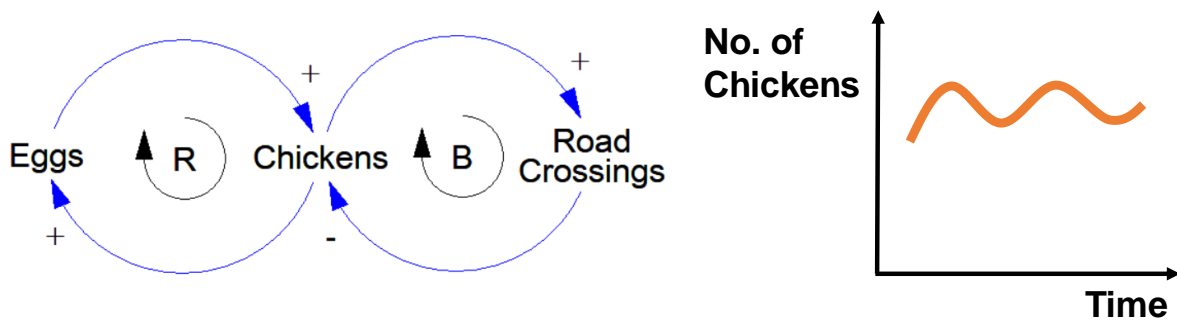 +
+
Eggs
R
Chickens
B
Road
Crossings
+
-
No. of
Chickens
Time